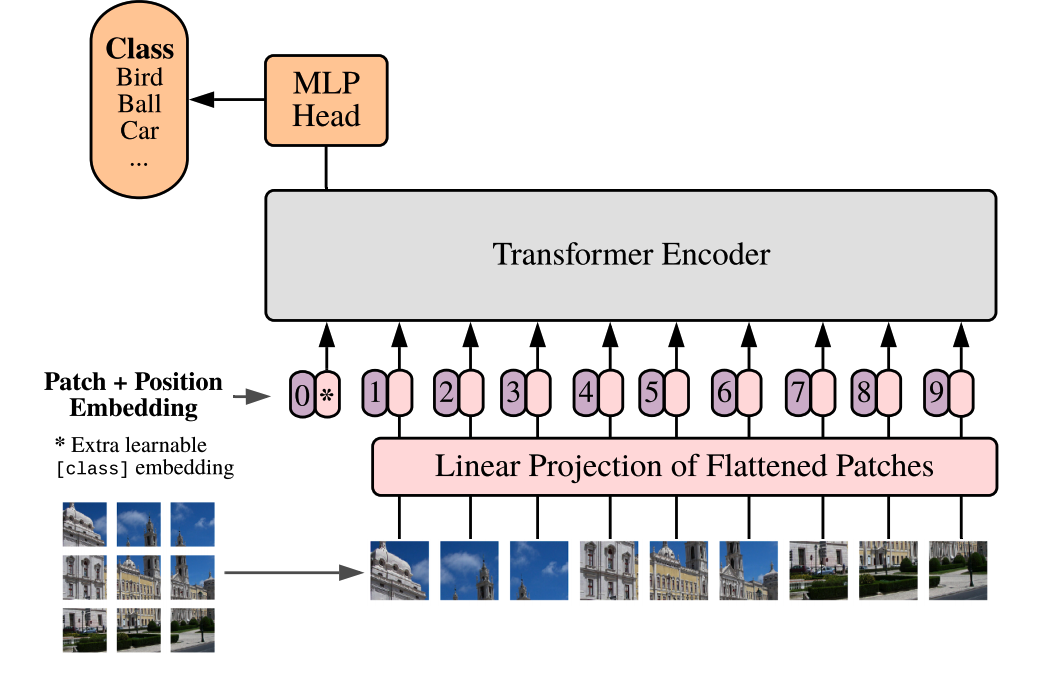 Class
Bird
Ball
Car
...
MLP
Head
Transformer Encoder
Patch + Position
Embedding
* Extra learnable
[class] embedding
0 * 1 2 3 4 5 6 7 8 9
Linear Projection of Flattened Patches